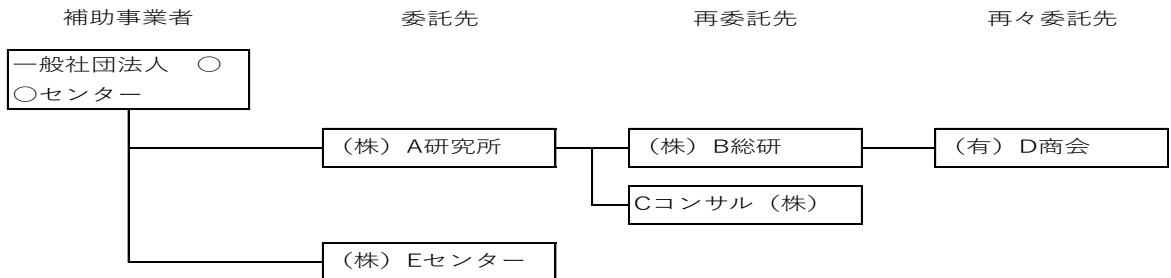 補助事業者　委託先　再委託先　再々委託先
一般社団法人　○
○センター
（株）A研究所　（株）B総研　（有）D商会
Cコンサル（株）
（株）Eセンター